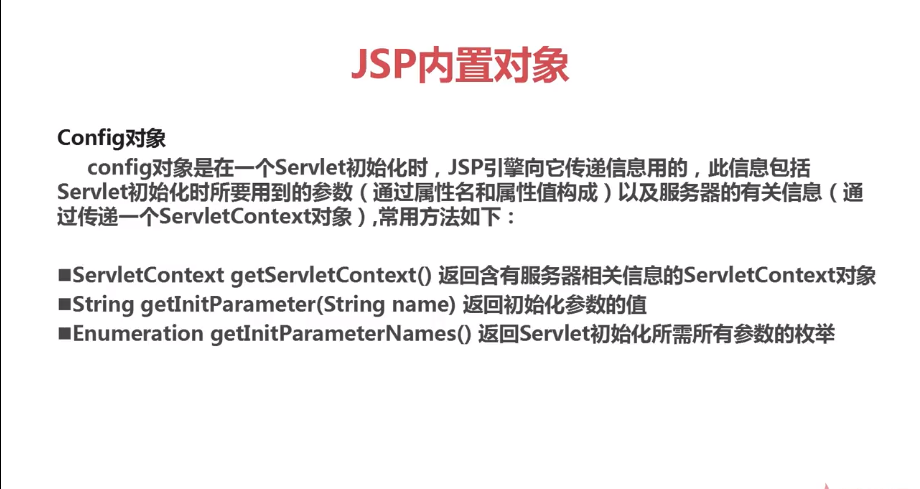 JSP内置对象
Config对象
config对象是在一个Servlet初始化时，JSP引擎向它传递信息用的，此信息包括
Servlet初始化时所要用到的参数（通过属性名和属性值构成）以及服务器的有关信息（通
过传递一个ServletContext对象）,常用方法如下：
■ServletContext getServletContext() 返回含有服务器相关信息的ServletContext对象
■String getInitParameter(String name) 返回初始化参数的值
■Enumeration getInitParameterNames() 返回Servlet初始化所需所有参数的枚举